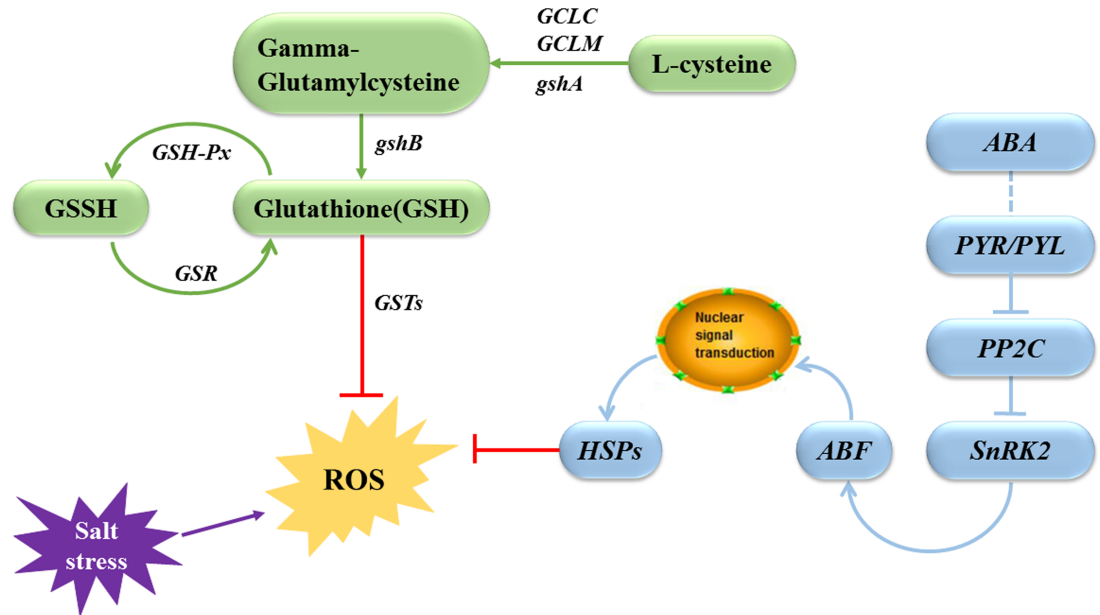 GCLC
GCLM
gshA
Gamma-
Glutamylcysteine
L-cysteine
gshB
GSH-Px
GSSH
Glutathione(GSH)
GSR
GSTs
ABA
PYR/PYL
PP2C
SnRK2
Nuclear
signal
transduction
HSPs
ABF
ROS
Salt
stress